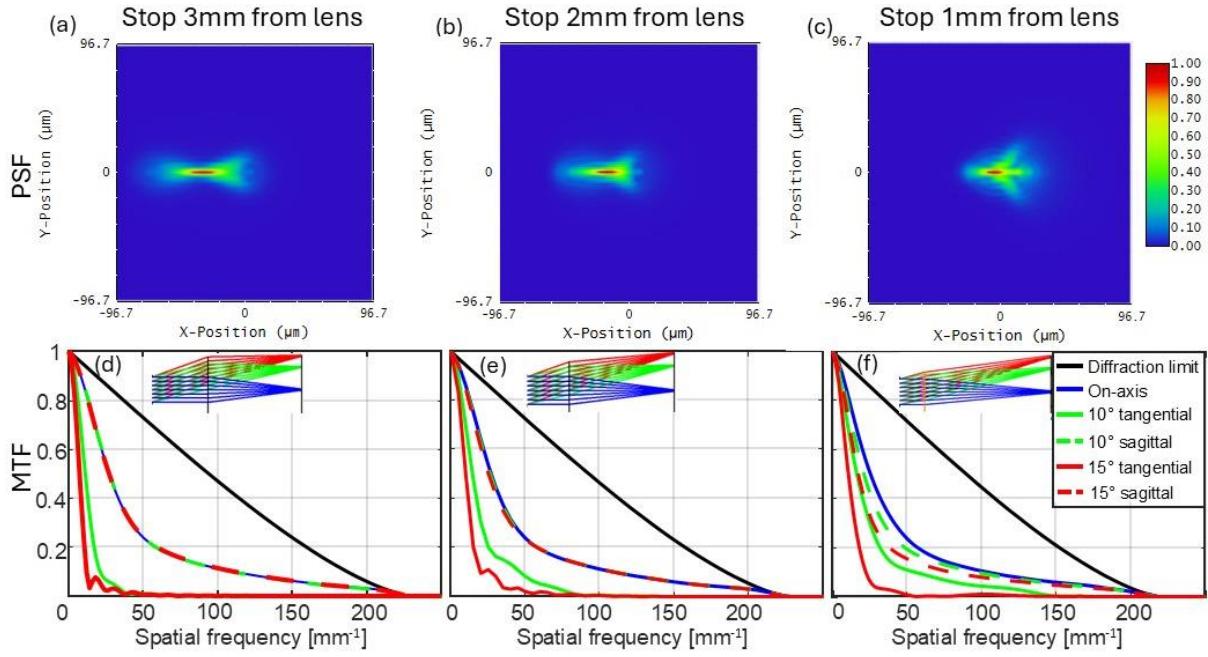 Stop 3mm from lens
Stop 2mm from lens
Stop 1mm from lens
(a)
(b)
(c)
PSF
96.7
Y-Position (µm)
0
-96.7
-96.7
0
96.7
X-Position (µm)
96.7
Y-Position (µm)
0
-96.7
-96.7
0
96.7
X-Position (µm)
96.7
Y-Position (µm)
0
-96.7
-96.7
0
96.7
X-Position (µm)
1.00
0.90
0.80
0.70
0.60
0.50
0.40
0.30
0.20
0.10
0.00
MTF
1
0.8
0.6
0.4
0.2
(d)
(e)
(f)
Diffraction limit
On-axis
10° tangential
10° sagittal
15° tangential
15° sagittal
0 50 100 150 200
0 50 100 150 200
0 50 100 150 200
Spatial frequency [mm⁻¹]
Spatial frequency [mm⁻¹]
Spatial frequency [mm⁻¹]